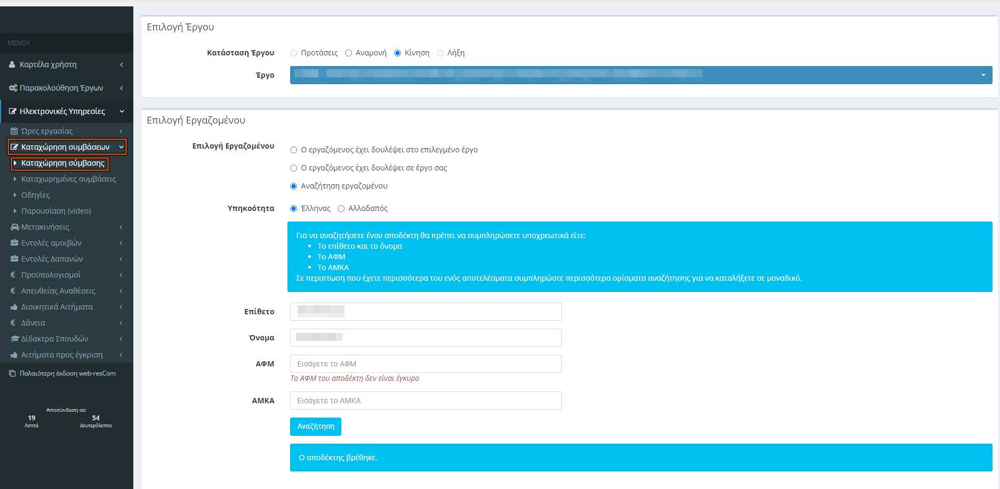 ΜΕΝΟΥ
Καρτέλα χρήστη
Παρακολούθηση Έργων
Ηλεκτρονικές Υπηρεσίες
Ώρες εργασίας
Καταχώρηση συμβάσεων
Καταχώρηση σύμβασης
Καταχωρημένες συμβάσεις
Οδηγίες
Παρουσίαση (video)
Μετακινήσεις
Εντολές αμοιβών
Εντολές Δαπανών
Προϋπολογισμοί
Απευθείας Αναθέσεις
Διοικητικά Αιτήματα
Δάνεια
Δίδακτρα Σπουδών
Αιτήματα προς έγκριση
Παλαιότερη έκδοση web-resCom
Αποσύνδεση σε:
19 54
Λεπτά Δευτερόλεπτα
Επιλογή Έργου
Κατάσταση Έργου Προτάσεις Αναμονή Κίνηση Λήξη
Έργο
Επιλογή Εργαζομένου
Επιλογή Εργαζομένου
Ο εργαζόμενος έχει δουλέψει στο επιλεγμένο έργο
Ο εργαζόμενος έχει δουλέψει σε έργο σας
Αναζήτηση εργαζομένου
Υπηκοότητα Έλληνας Αλλοδαπός
Για να αναζητήσετε έναν αποδέκτη θα πρέπει να συμπληρώσετε υποχρεωτικά είτε:
• Το επίθετο και το όνομα
• Το ΑΦΜ
• Το ΑΜΚΑ
Σε περιπτωση που έχετε περισσότερα του ενός αποτελέσματα συμπληρώστε περισσότερα ορίσματα αναζήτησης για να καταλήξετε σε μοναδικό.
Επίθετο
Όνομα
ΑΦΜ Εισάγετε το ΑΦΜ
Το ΑΦΜ του αποδέκτη δεν είναι έγκυρο
ΑΜΚΑ Εισάγετε το ΑΜΚΑ
Αναζήτηση
Ο αποδέκτης βρέθηκε.